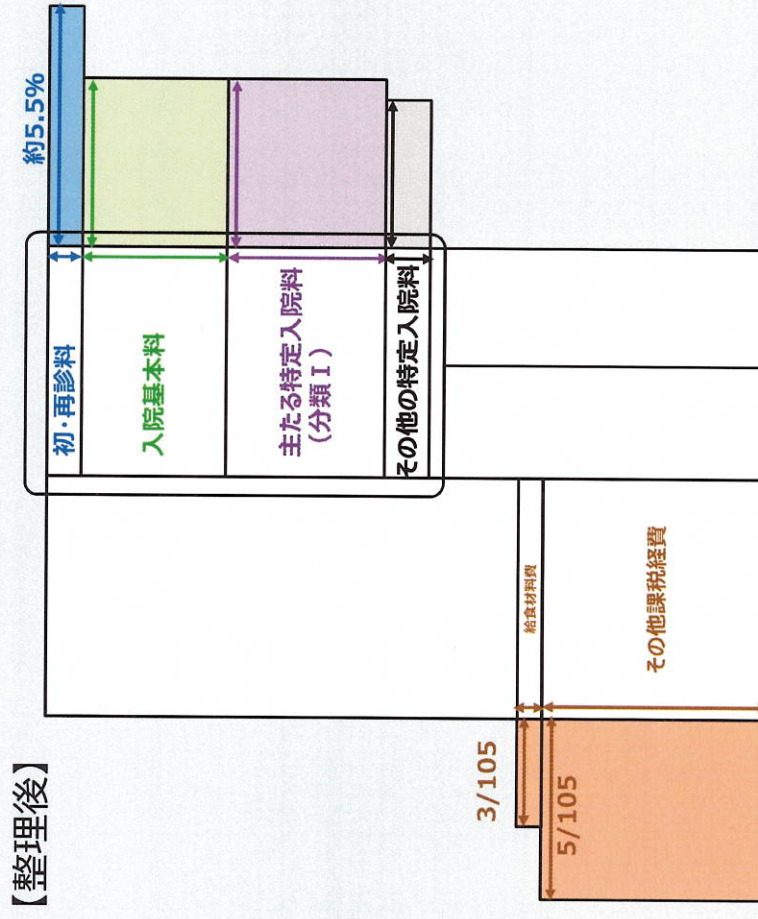 【整理後】
約5.5%
初・再診料
入院基本料
主たる特定入院料
(分類Ⅰ)
その他の特定入院料
給食材料費
その他課税経費
3/105
5/105